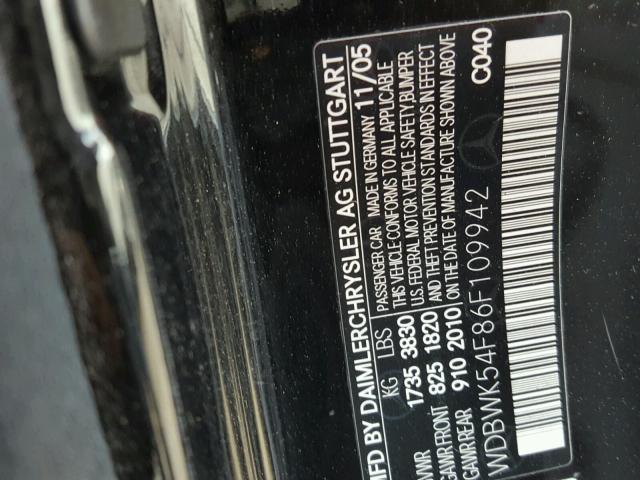 MFD BY DAIMLERCHRYSLER AG STUTTGART
PASSENGER CAR MADE IN GERMANY 11/05
KG LBS THIS VEHICLE CONFORMS TO ALL APPLICABLE
GVWR 1735 3830 U.S. FEDERAL MOTOR VEHICLE SAFETY, BUMPER
GAWR FRONT 825 1820 AND THEFT PREVENTION STANDARDS IN EFFECT
GAWR REAR 910 2010 ON THE DATE OF MANUFACTURE SHOWN ABOVE
WDBWK54F86F109942 C040